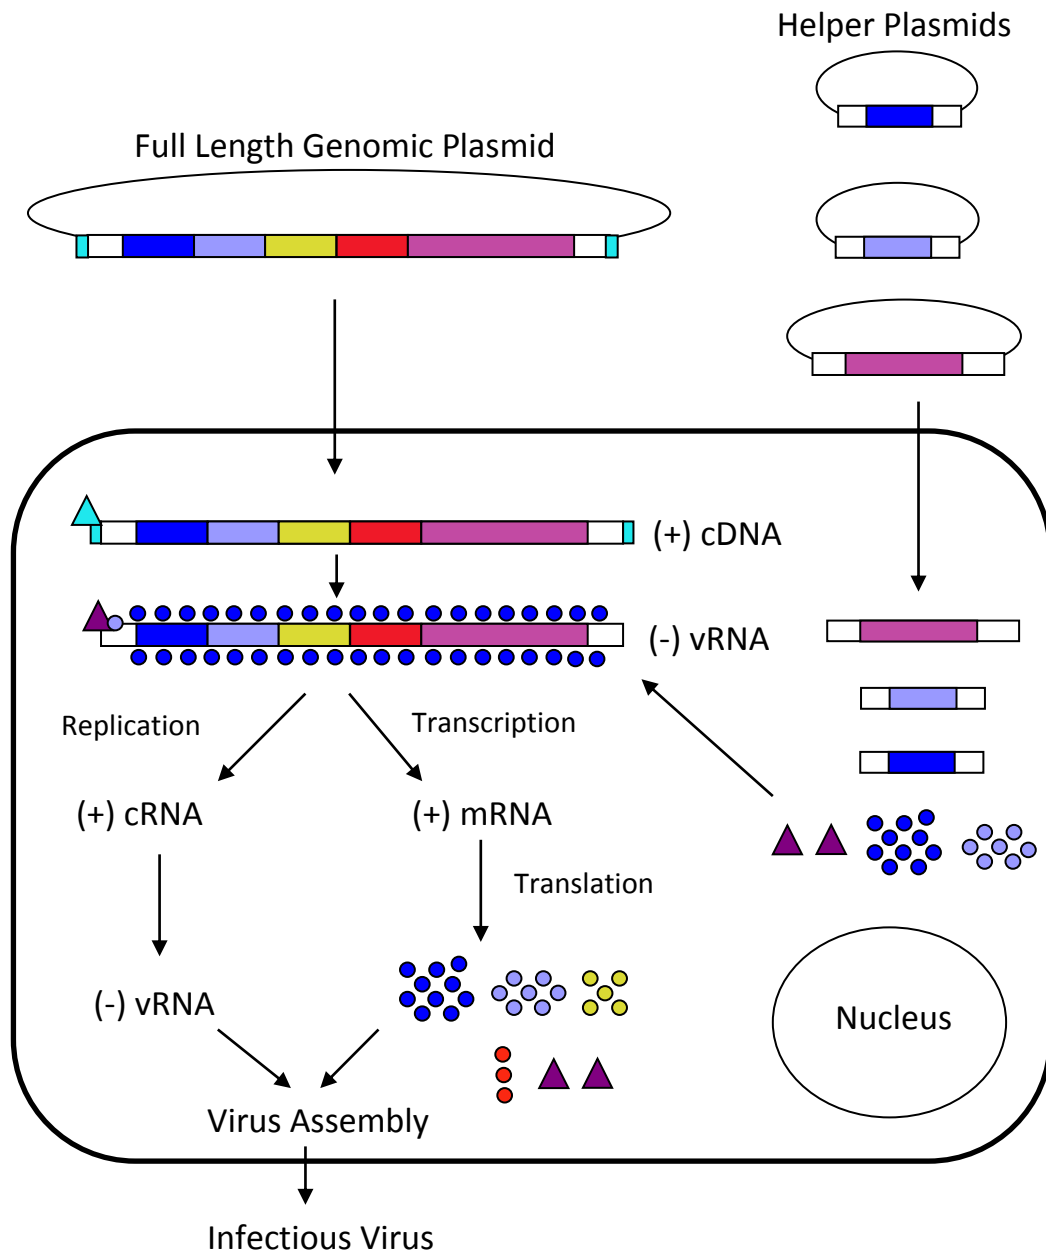 Helper Plasmids
Full Length Genomic Plasmid
(+) cDNA
(-) vRNA
Replication
Transcription
(+) cRNA
(+) mRNA
Translation
(-) vRNA
Nucleus
Virus Assembly
Infectious Virus